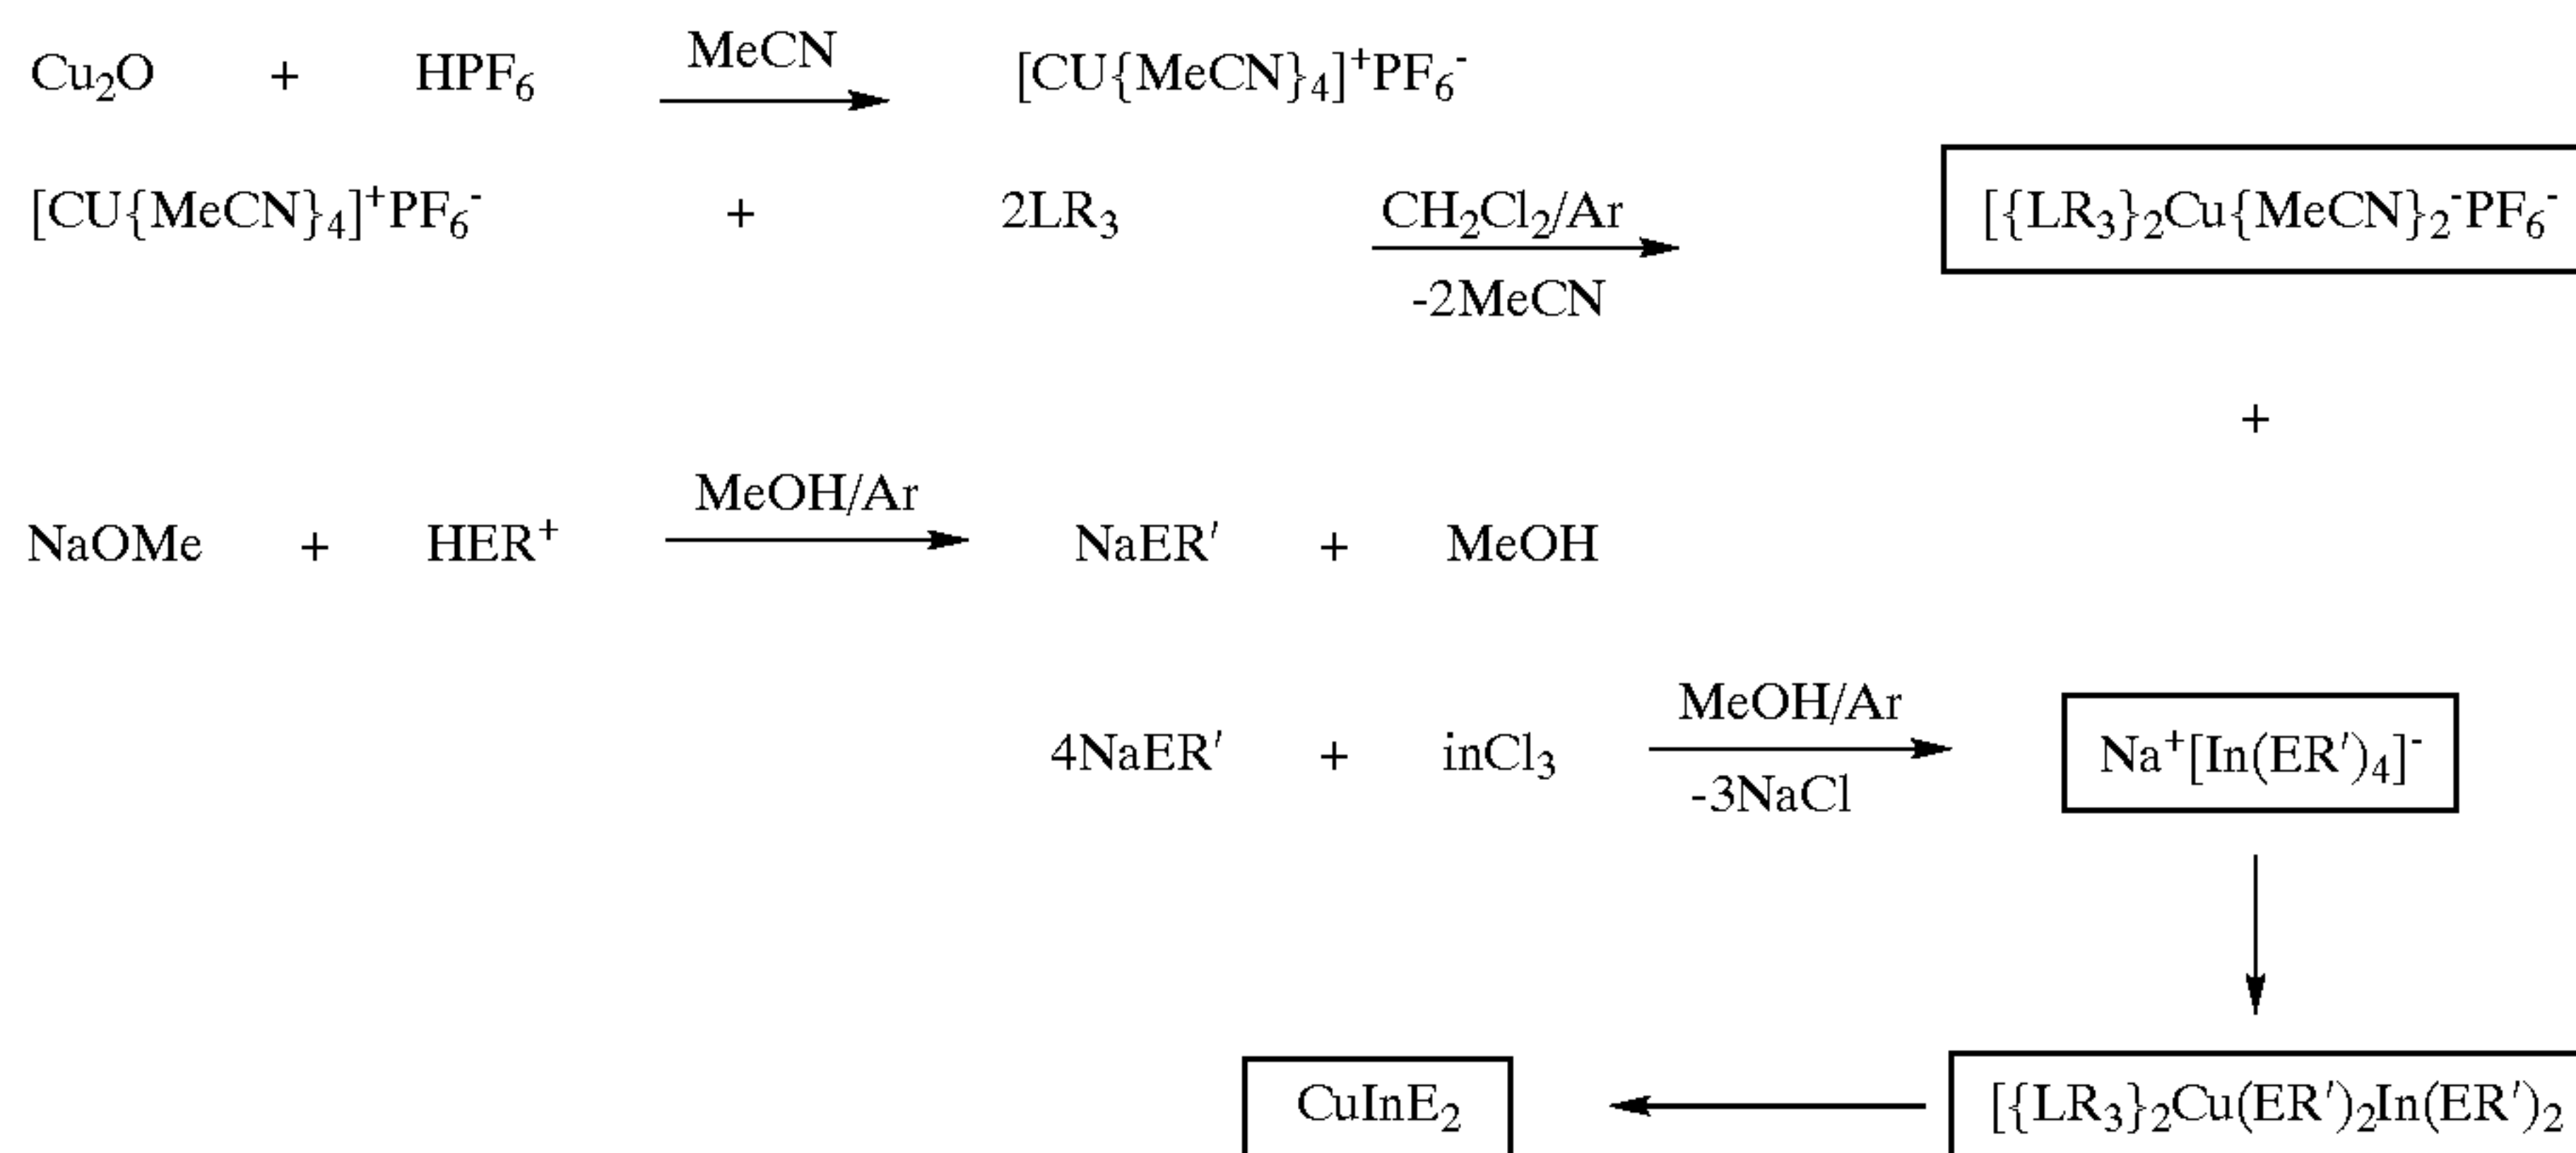 Cu₂O + HPF₆ MeCN [CU{MeCN}₄]⁺PF₆⁻
[CU{MeCN}₄]⁺PF₆⁻ + 2LR₃ CH₂Cl₂/Ar -2MeCN [{LR₃}₂Cu{MeCN}₂⁻PF₆⁻
+
NaOMe + HER⁺ MeOH/Ar NaER′ + MeOH
4NaER′ + inCl₃ MeOH/Ar -3NaCl Na⁺[In(ER′)₄]⁻
CuInE₂ [{LR₃}₂Cu(ER′)₂In(ER′)₂